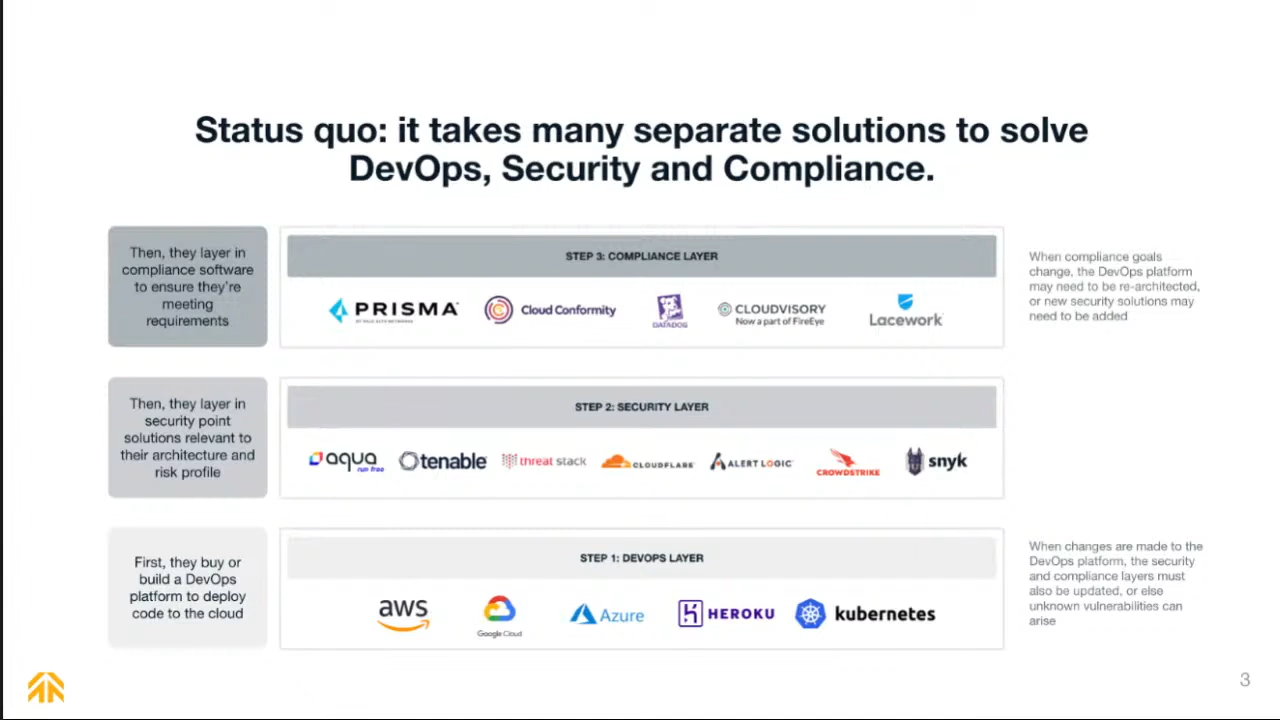 Status quo: it takes many separate solutions to solve
DevOps, Security and Compliance.
Then, they layer in
compliance software
to ensure they're
meeting
requirements
STEP 3: COMPLIANCE LAYER
PRISMA
BY PALO ALTO NETWORKS
Cloud Conformity
DATADOG
CLOUDVISORY
Now a part of FireEye
Lacework
When compliance goals
change, the DevOps platform
may need to be re-architected,
or new security solutions may
need to be added
Then, they layer in
security point
solutions relevant to
their architecture and
risk profile
STEP 2: SECURITY LAYER
aqua
run free
tenable
threat stack
CLOUDFLARE
ALERT LOGIC
CROWDSTRIKE
snyk
First, they buy or
build a DevOps
platform to deploy
code to the cloud
STEP 1: DEVOPS LAYER
aws
Google Cloud
Azure
HEROKU
kubernetes
When changes are made to the
DevOps platform, the security
and compliance layers must
also be updated, or else
unknown vulnerabilities can
arise
3